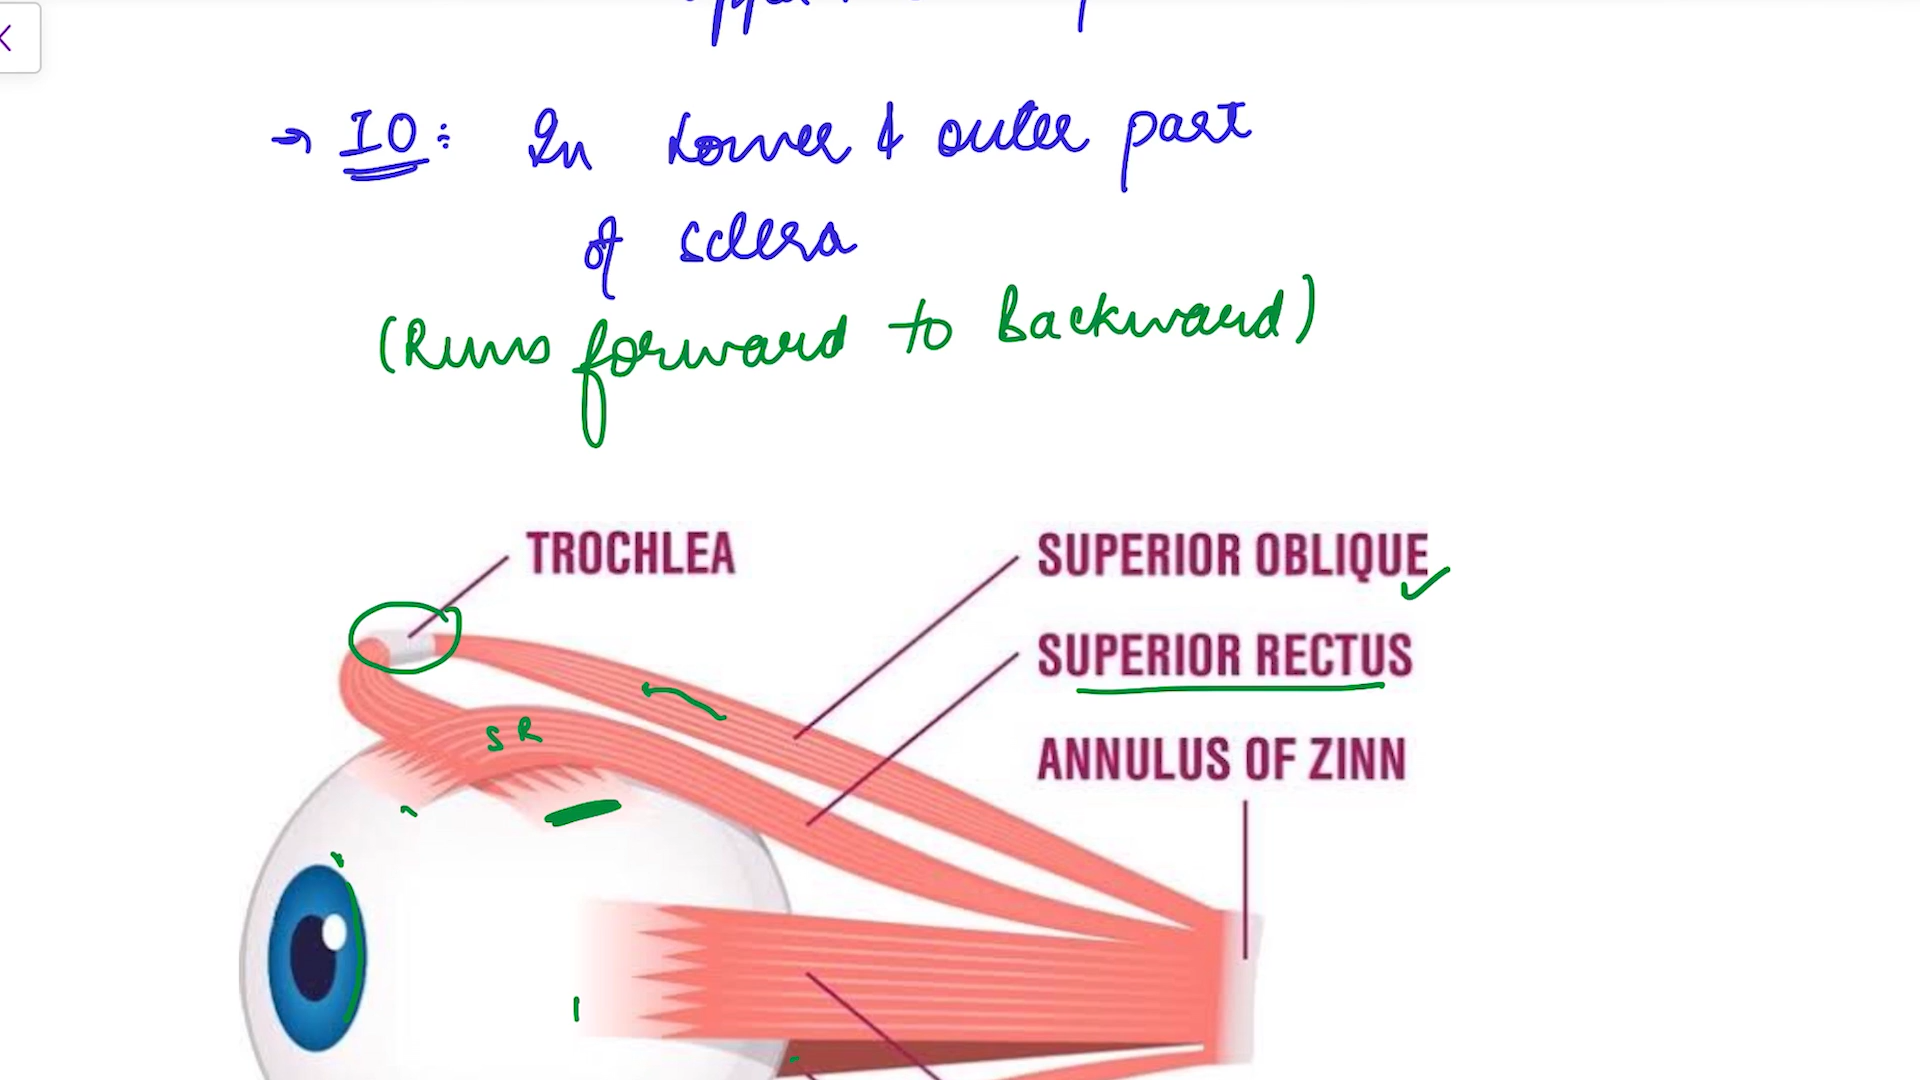 → IO: In Lower & outer part
of sclera
(Runs forward to Backward)
TROCHLEA
SUPERIOR OBLIQUE
SUPERIOR RECTUS
SR
ANNULUS OF ZINN